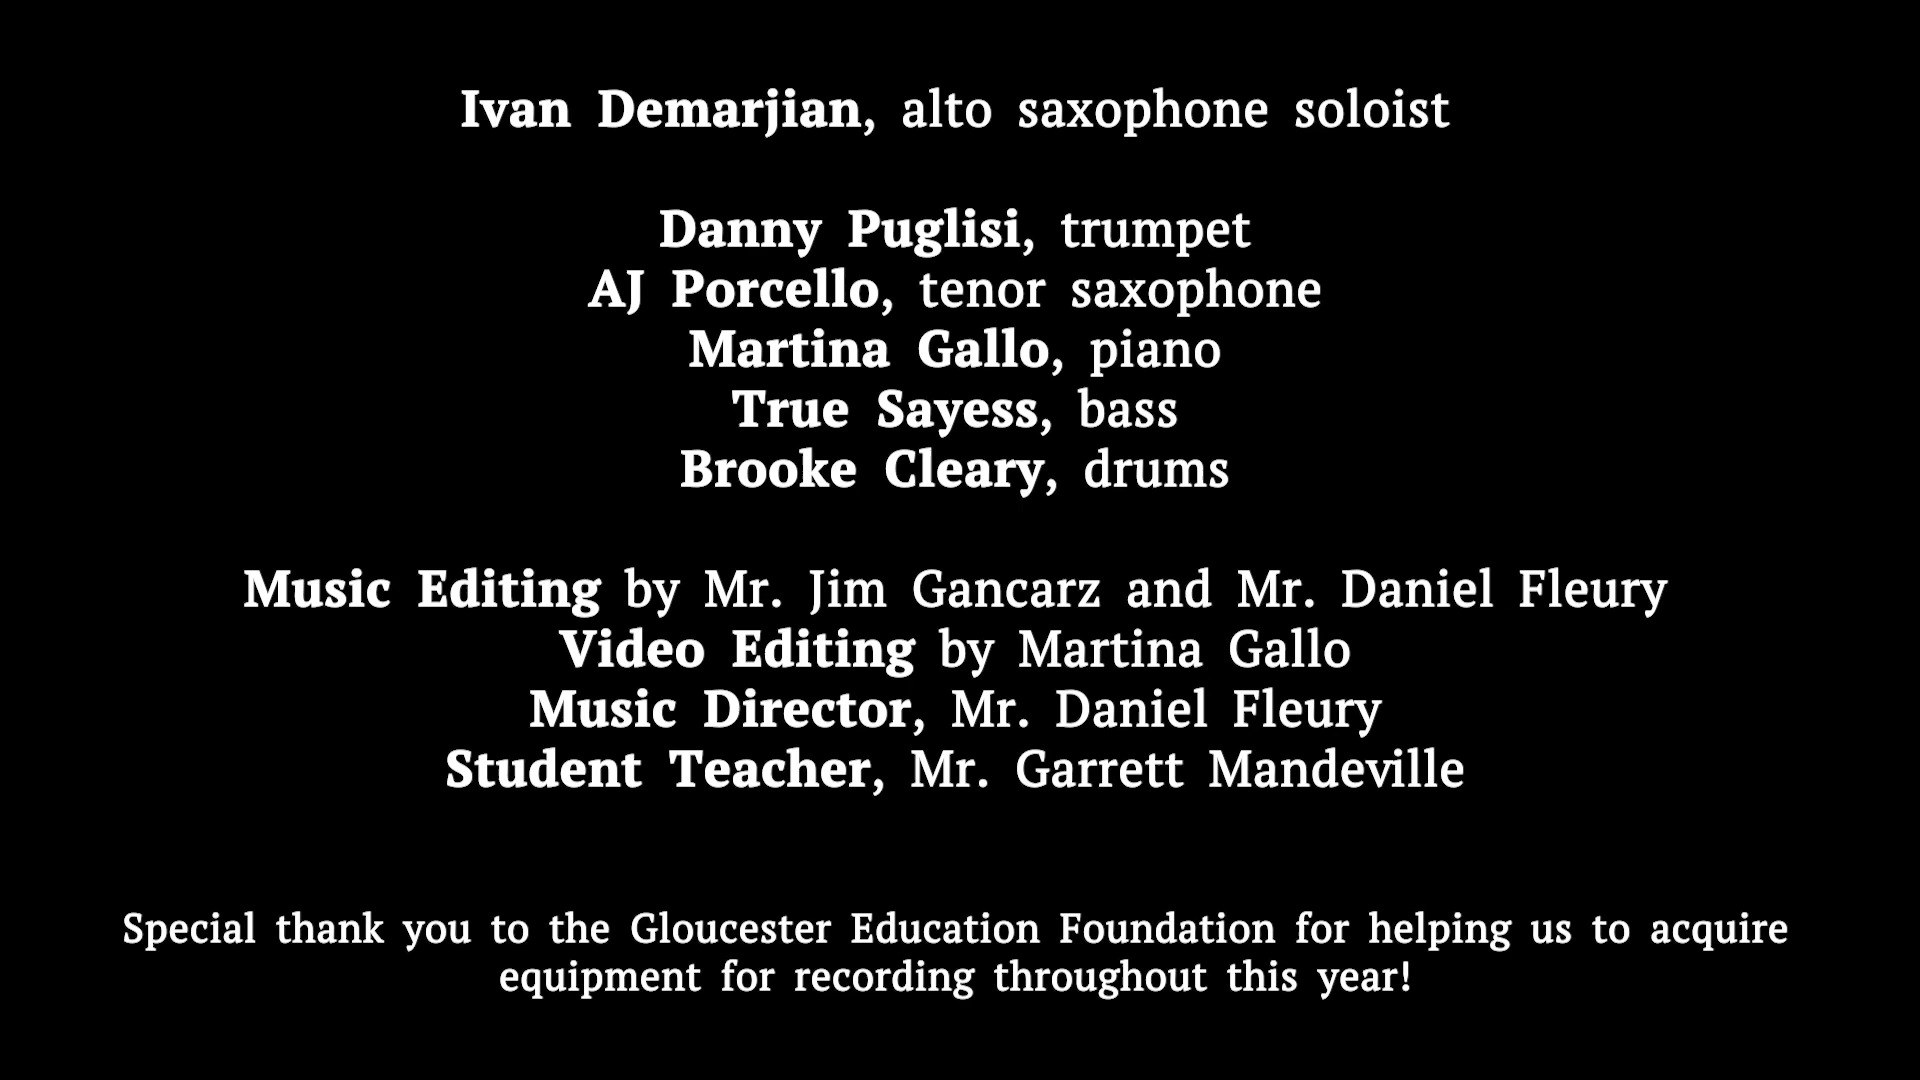 Ivan Demarjian, alto saxophone soloist
Danny Puglisi, trumpet
AJ Porcello, tenor saxophone
Martina Gallo, piano
True Sayess, bass
Brooke Cleary, drums
Music Editing by Mr. Jim Gancarz and Mr. Daniel Fleury
Video Editing by Martina Gallo
Music Director, Mr. Daniel Fleury
Student Teacher, Mr. Garrett Mandeville
Special thank you to the Gloucester Education Foundation for helping us to acquire
equipment for recording throughout this year!